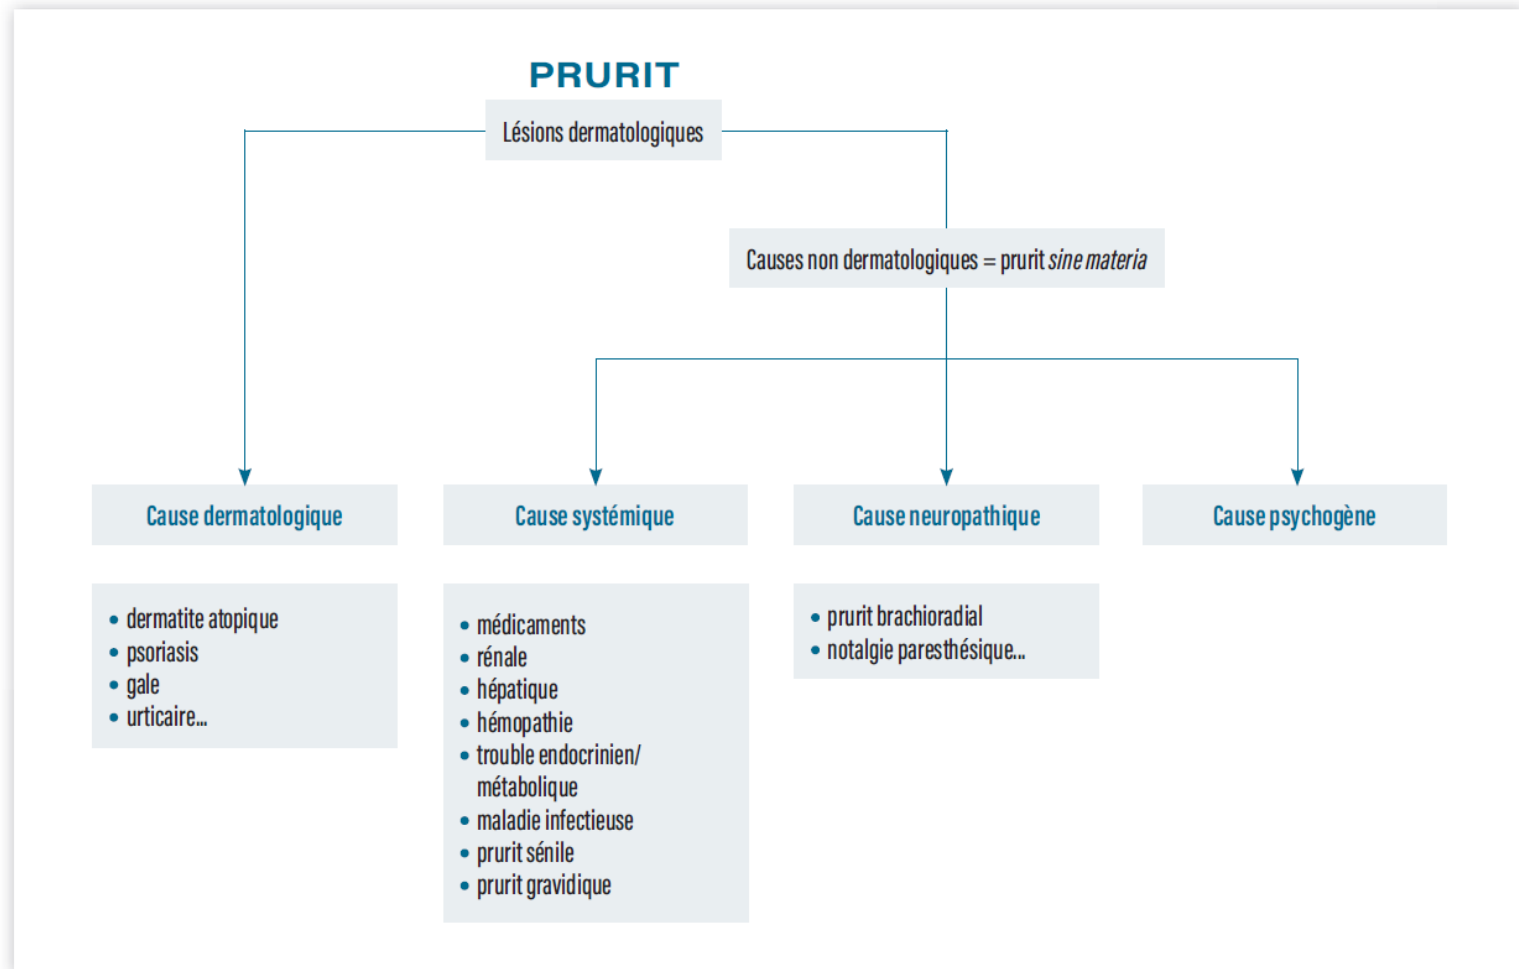 PRURIT
Lésions dermatologiques
Causes non dermatologiques = prurit sine materia
Cause dermatologique
• dermatite atopique
• psoriasis
• gale
• urticaire...
Cause systémique
• médicaments
• rénale
• hépatique
• hémopathie
• trouble endocrinien/
métabolique
• maladie infectieuse
• prurit sénile
• prurit gravidique
Cause neuropathique
• prurit brachioradial
• notalgie paresthésique...
Cause psychogène